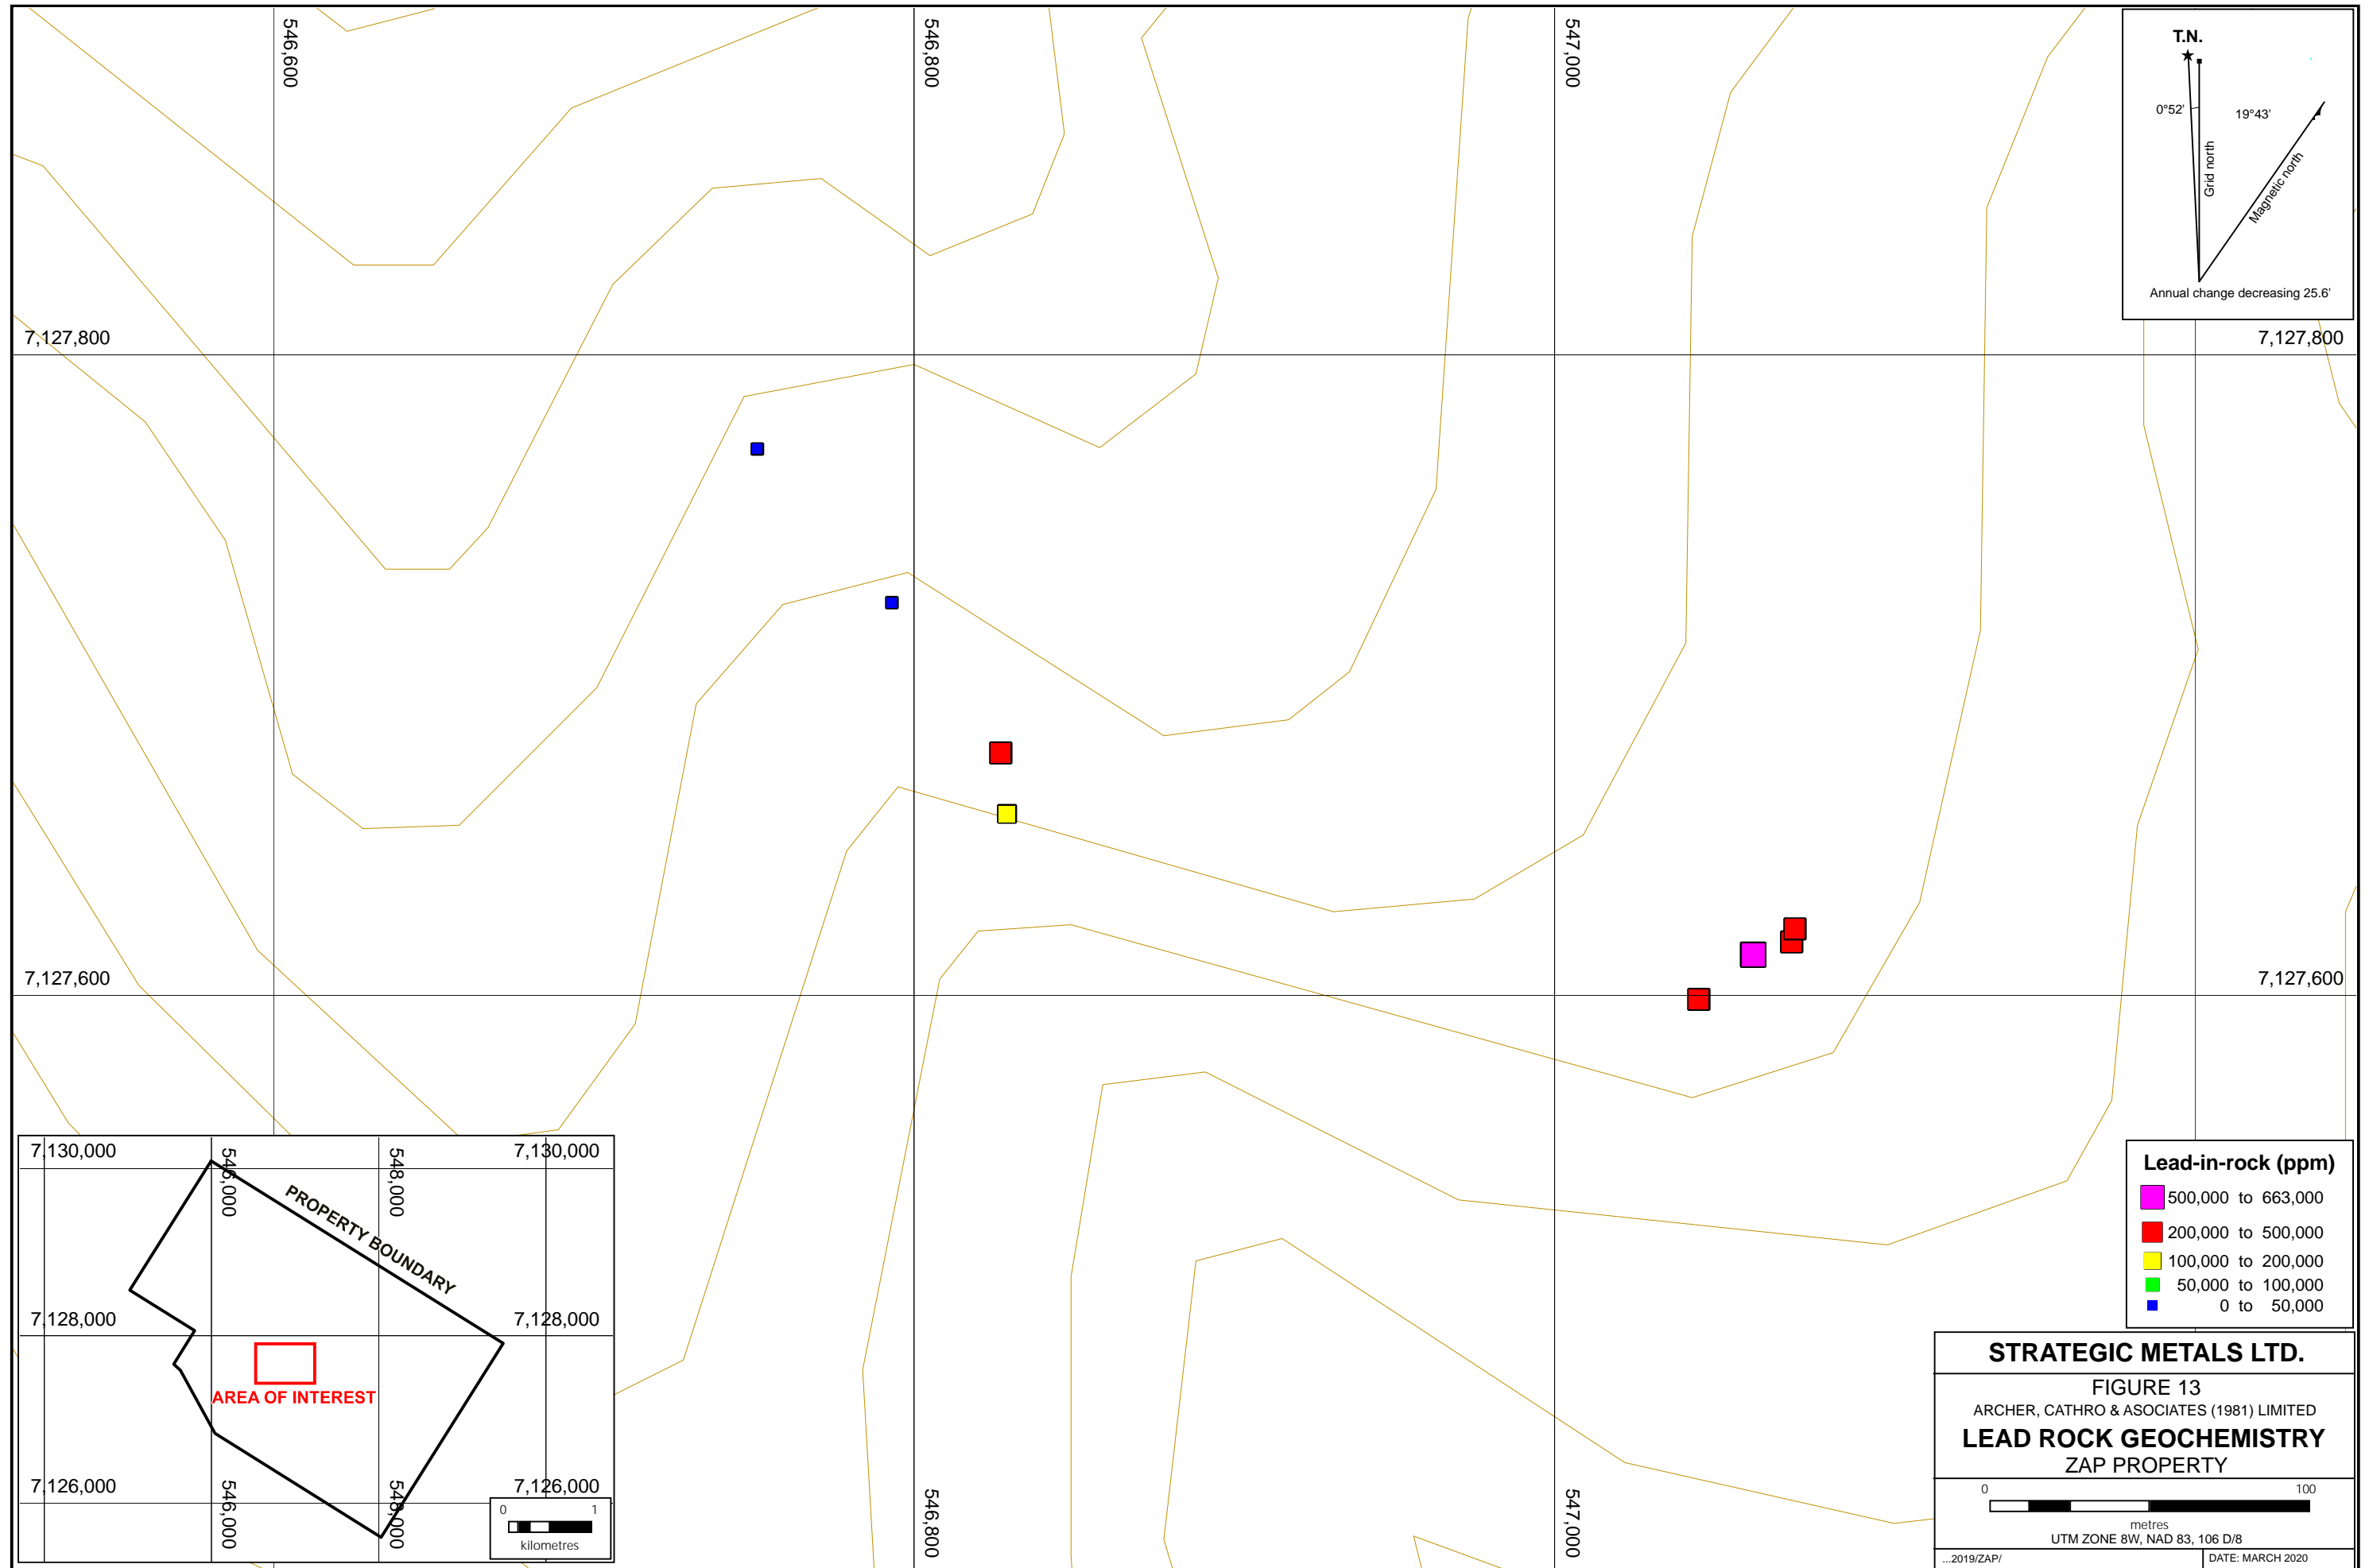 546,600
546,800
547,000
T.N.
0°52'
19°43'
Grid north
Magnetic north
Annual change decreasing 25.6'
7,127,800
7,127,800
7,127,600
7,127,600
7,130,000
546,000
548,000
7,130,000
PROPERTY BOUNDARY
7,128,000
7,128,000
AREA OF INTEREST
7,126,000
546,000
548,000
7,126,000
0 1
kilometres
546,800
547,000
Lead-in-rock (ppm)
500,000 to 663,000
200,000 to 500,000
100,000 to 200,000
50,000 to 100,000
0 to 50,000
STRATEGIC METALS LTD.
FIGURE 13
ARCHER, CATHRO & ASOCIATES (1981) LIMITED
LEAD ROCK GEOCHEMISTRY
ZAP PROPERTY
0 100
metres
UTM ZONE 8W, NAD 83, 106 D/8
...2019/ZAP/ DATE: MARCH 2020